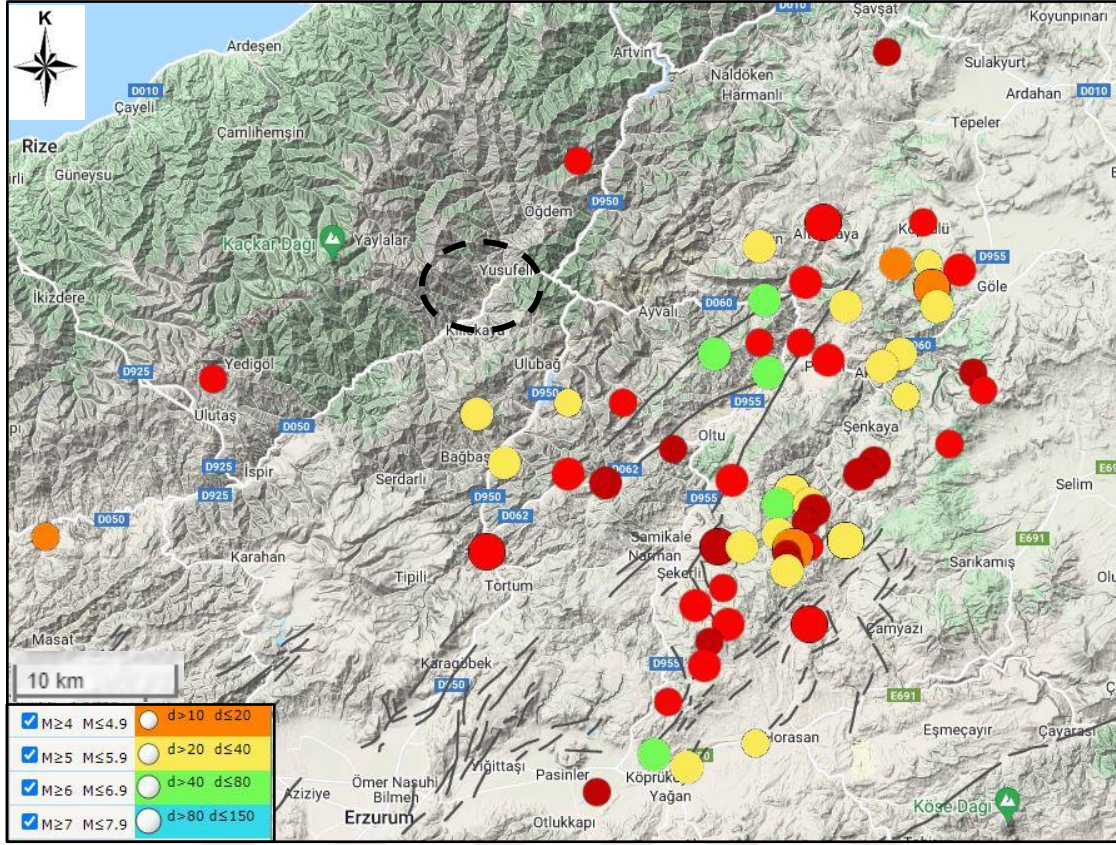 K
D010
Şavşat
Koyunpınarı
Ardeşen
Artvin
Sulakyurt
Naldöken
Harmanlı
D010
Ardahan
D010
Çayeli
Çamlıhemşin
Tepeler
Rize
Güneysu
D950
Öğdem
Kaçkar Dağı
Yaylalar
D955
Yusufeli
Göle
İkizdere
D060
Ayvalı
Ulubağ
D925
Yedigöl
D950
D955
Ulutaş
D050
Oltu
Şenkaya
Bağbaşı
D062
D925
İspir
Serdarlı
Selim
D925
D950
D955
D050
D062
Samikale
Narman
Şekerli
E691
Karahan
Tipili
Tortum
Sarıkamış
Masat
Çamyazı
10 km
Karagöbek
D950
D955
E691
M≥4 M≤4.9 d>10 d≤20
M≥5 M≤5.9 d>20 d≤40
M≥6 M≤6.9 d>40 d≤80
M≥7 M≤7.9 d>80 d≤150
Horasan
Eşmeçayır
Çavarası
Yiğittaşı
Pasinler
Ömer Nasuhi
Bilmen
Aziziye
Yağan
Erzurum
Otlukkapı
Köse Dağı